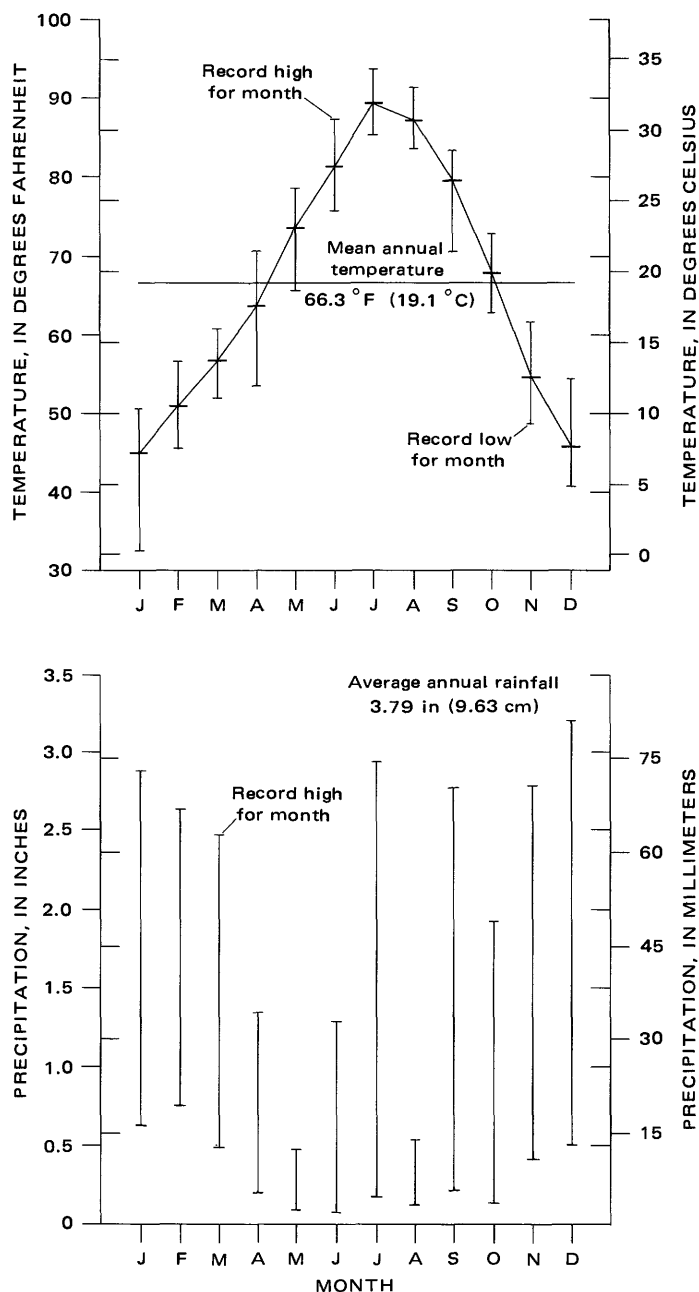 TEMPERATURE, IN DEGREES FAHRENHEIT
100
90
80
70
60
50
40
30
Record high
for month
Mean annual
temperature
66.3 °F (19.1 °C)
Record low
for month
35
30
25
20
15
10
5
0
TEMPERATURE, IN DEGREES CELSIUS
J F M A M J J A S O N D
PRECIPITATION, IN INCHES
3.5
3.0
2.5
2.0
1.5
1.0
0.5
0
Average annual rainfall
3.79 in (9.63 cm)
Record high
for month
75
60
45
30
15
PRECIPITATION, IN MILLIMETERS
J F M A M J J A S O N D
MONTH